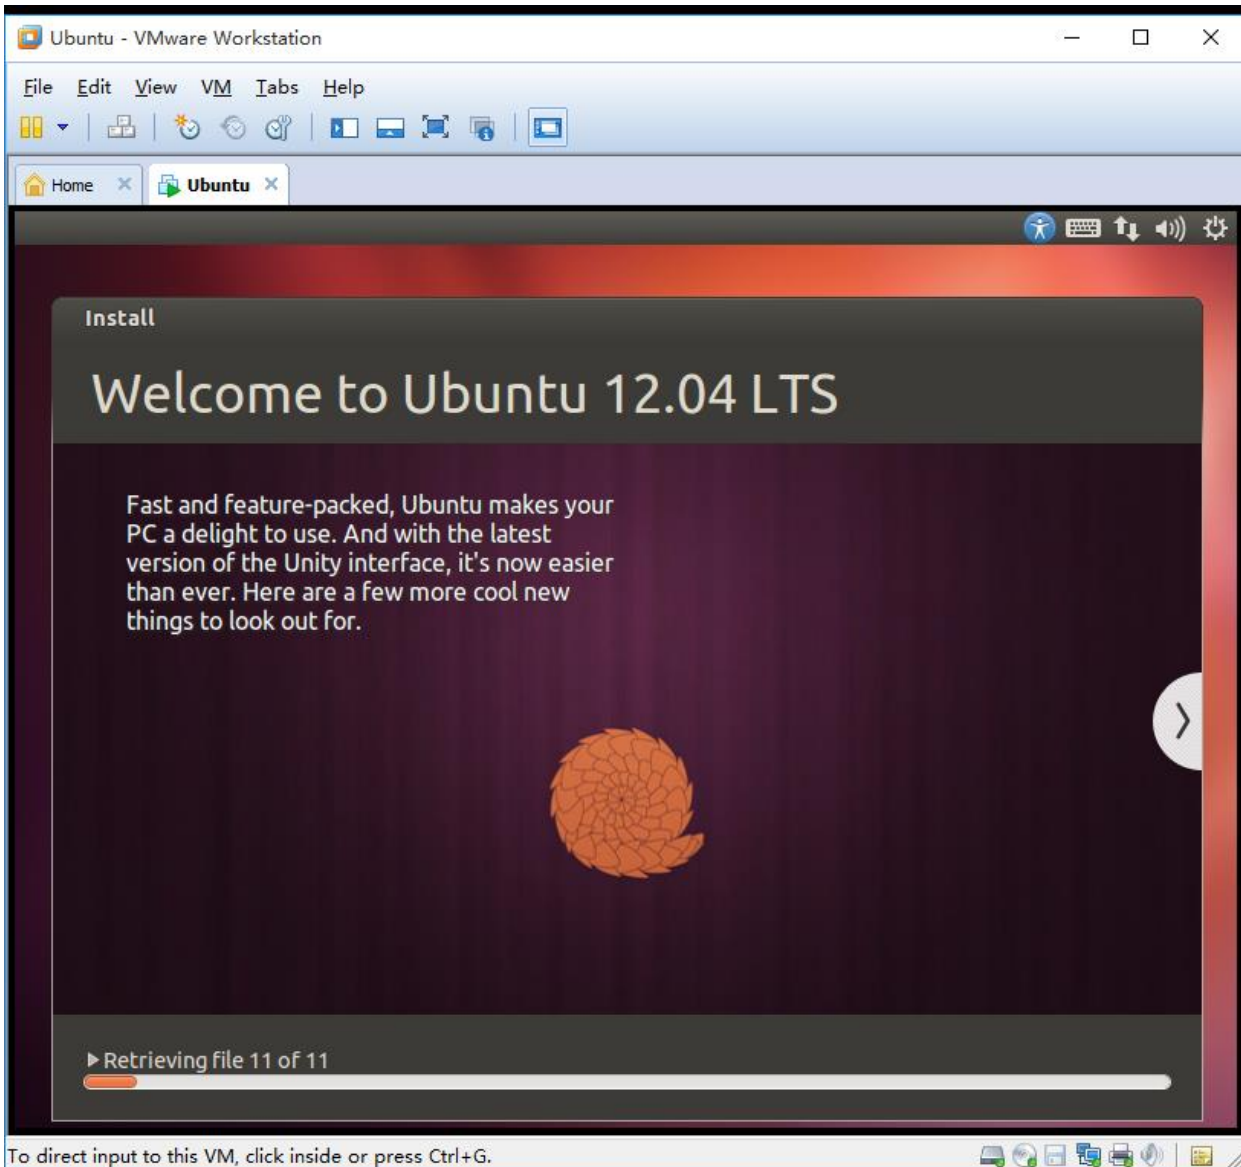 Ubuntu - VMware Workstation
File Edit View VM Tabs Help
Home Ubuntu
Install
Welcome to Ubuntu 12.04 LTS
Fast and feature-packed, Ubuntu makes your
PC a delight to use. And with the latest
version of the Unity interface, it's now easier
than ever. Here are a few more cool new
things to look out for.
Retrieving file 11 of 11
To direct input to this VM, click inside or press Ctrl+G.